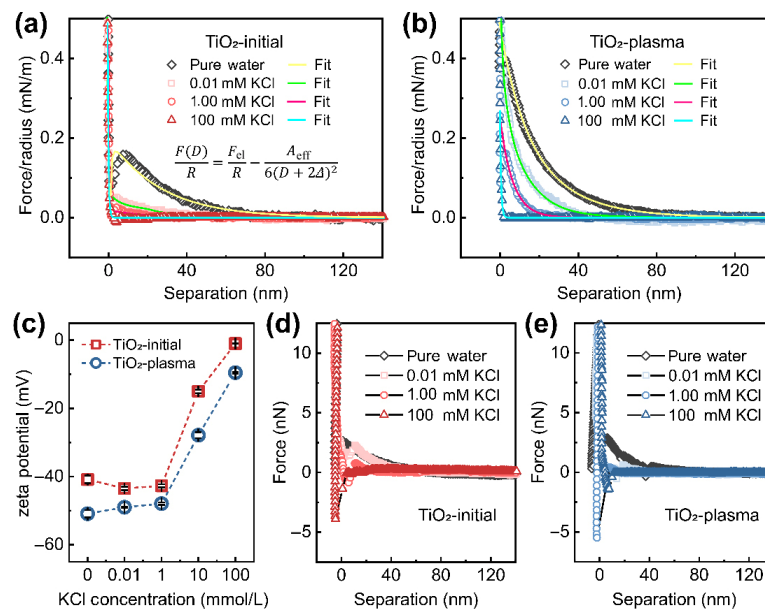 (a)
TiO₂-initial
Pure water
Fit
0.01 mM KCl
Fit
1.00 mM KCl
Fit
100 mM KCl
Fit
F(D)/R = F_el/R − A_eff/6(D + 2Δ)²
Force/radius (mN/m)
0.4
0.2
0.0
0
40
80
120
Separation (nm)
(b)
TiO₂-plasma
Pure water
Fit
0.01 mM KCl
Fit
1.00 mM KCl
Fit
100 mM KCl
Fit
Force/radius (mN/m)
0.4
0.2
0.0
0
40
80
120
Separation (nm)
(c)
TiO₂-initial
TiO₂-plasma
zeta potential (mV)
0
−20
−40
−60
0
0.01
1
10
100
KCl concentration (mmol/L)
(d)
Pure water
0.01 mM KCl
1.00 mM KCl
100 mM KCl
TiO₂-initial
Force (nN)
10
5
0
−5
0
40
80
120
Separation (nm)
(e)
Pure water
0.01 mM KCl
1.00 mM KCl
100 mM KCl
TiO₂-plasma
Force (nN)
10
5
0
−5
0
40
80
120
Separation (nm)